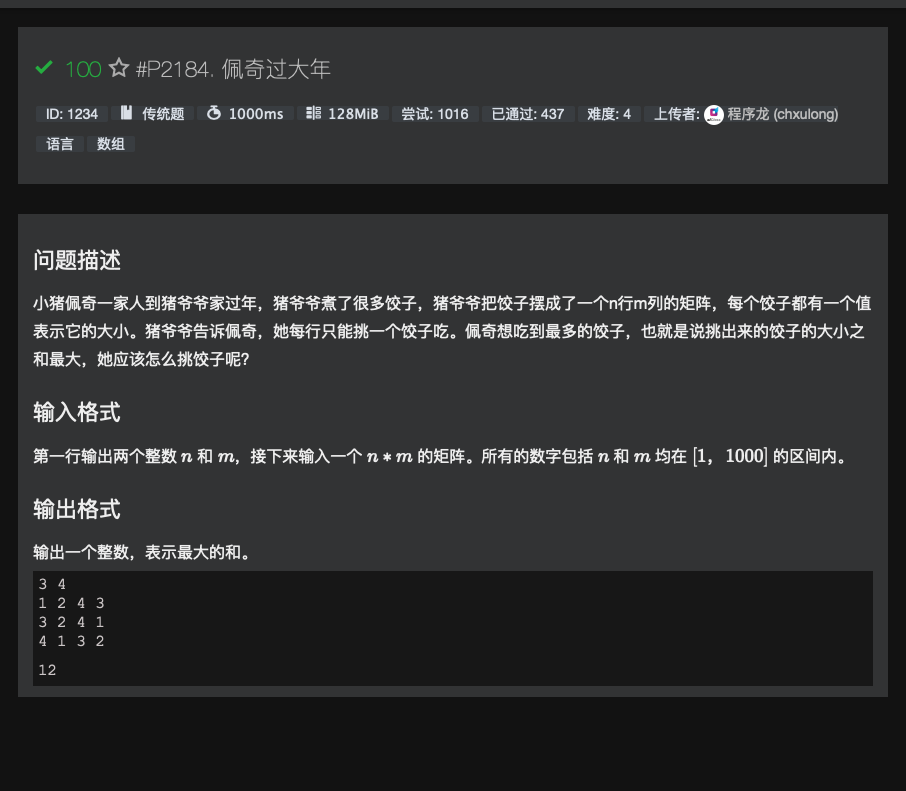 100 #P2184. 佩奇过大年
ID: 1234 传统题 1000ms 128MiB 尝试: 1016 已通过: 437 难度: 4 上传者: 程序龙 (chxulong)
语言 数组
问题描述
小猪佩奇一家人到猪爷爷家过年，猪爷爷煮了很多饺子，猪爷爷把饺子摆成了一个n行m列的矩阵，每个饺子都有一个值
表示它的大小。猪爷爷告诉佩奇，她每行只能挑一个饺子吃。佩奇想吃到最多的饺子，也就是说挑出来的饺子的大小之
和最大，她应该怎么挑饺子呢？
输入格式
第一行输出两个整数 n 和 m，接下来输入一个 n * m 的矩阵。所有的数字包括 n 和 m 均在 [1, 1000] 的区间内。
输出格式
输出一个整数，表示最大的和。
3 4
1 2 4 3
3 2 4 1
4 1 3 2
12